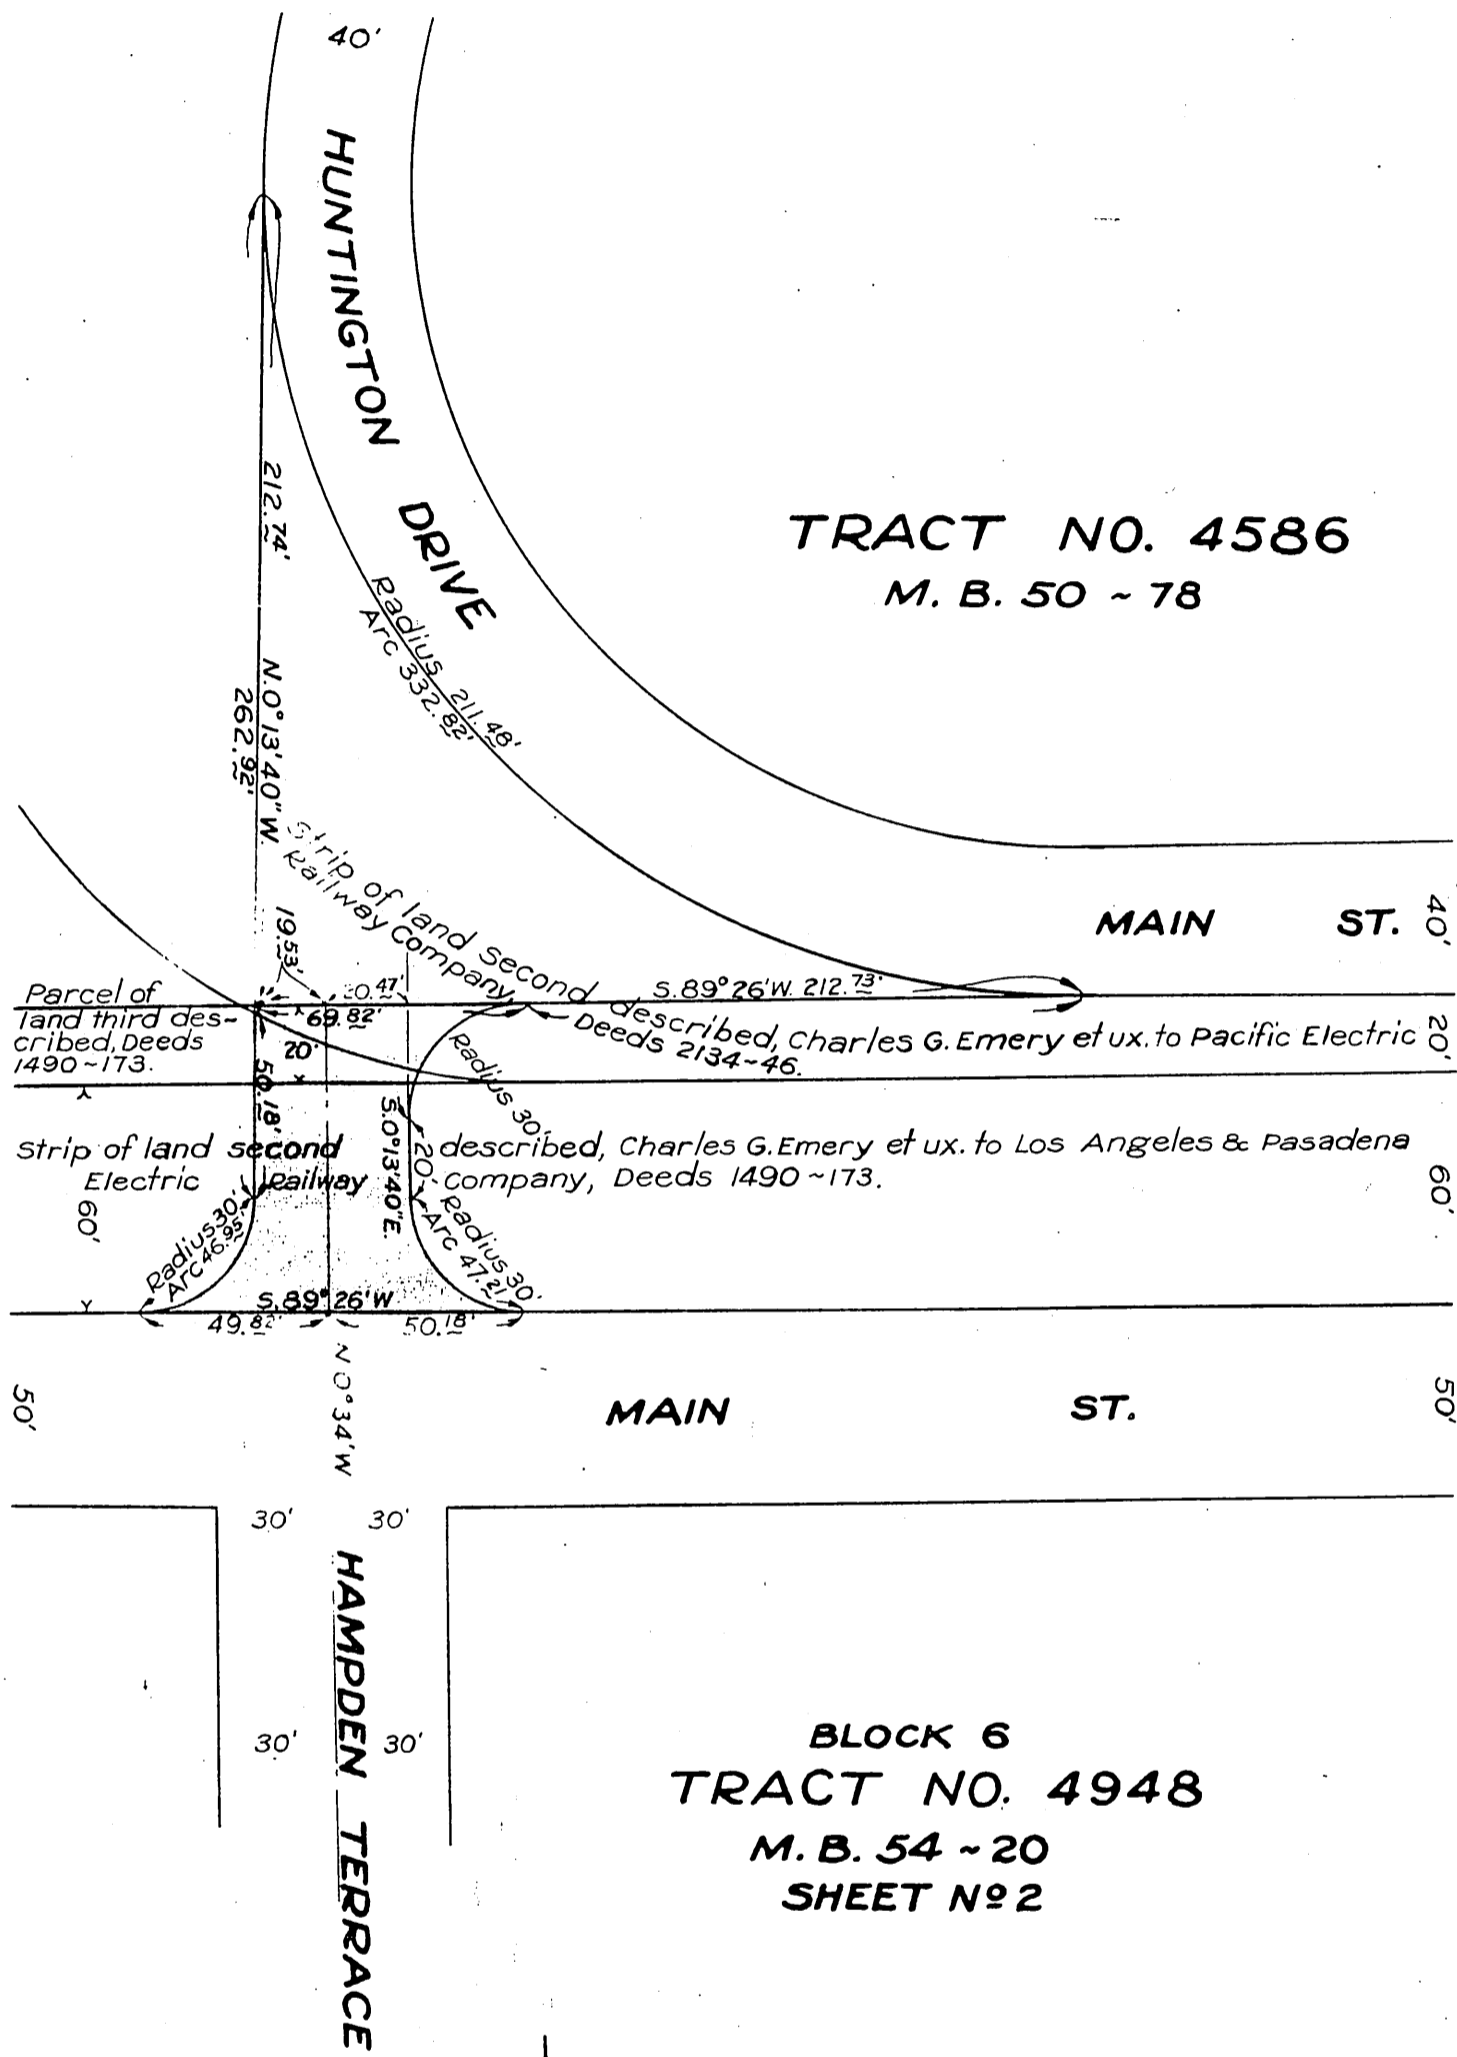 40'
HUNTINGTON DRIVE
212.74'
N.0°13'40"W.
262.92'
Radius 211.48'
Arc 332.82'
TRACT NO. 4586
M. B. 50 ~ 78
Strip of land second described, Charles G. Emery et ux. to Pacific Electric
Railway Company, Deeds 2134~46.
MAIN ST.
40'
19.53'
S.89°26'W. 212.73'
69.82'
20'
20'
Parcel of
land third des-
cribed, Deeds
1490~173.
50.18'
Radius 30'
S.0°13'40"E.
20'
Strip of land second described, Charles G. Emery et ux. to Los Angeles & Pasadena
Electric Railway Company, Deeds 1490~173.
60'
60'
Radius 30'
Arc 46.95'
Radius 30'
Arc 47.21'
S.89°26'W
49.82'
50.18'
N 0°34'W
50'
MAIN ST.
50'
30' 30'
HAMPDEN TERRACE
30' 30'
BLOCK 6
TRACT NO. 4948
M. B. 54 ~ 20
SHEET Nº 2